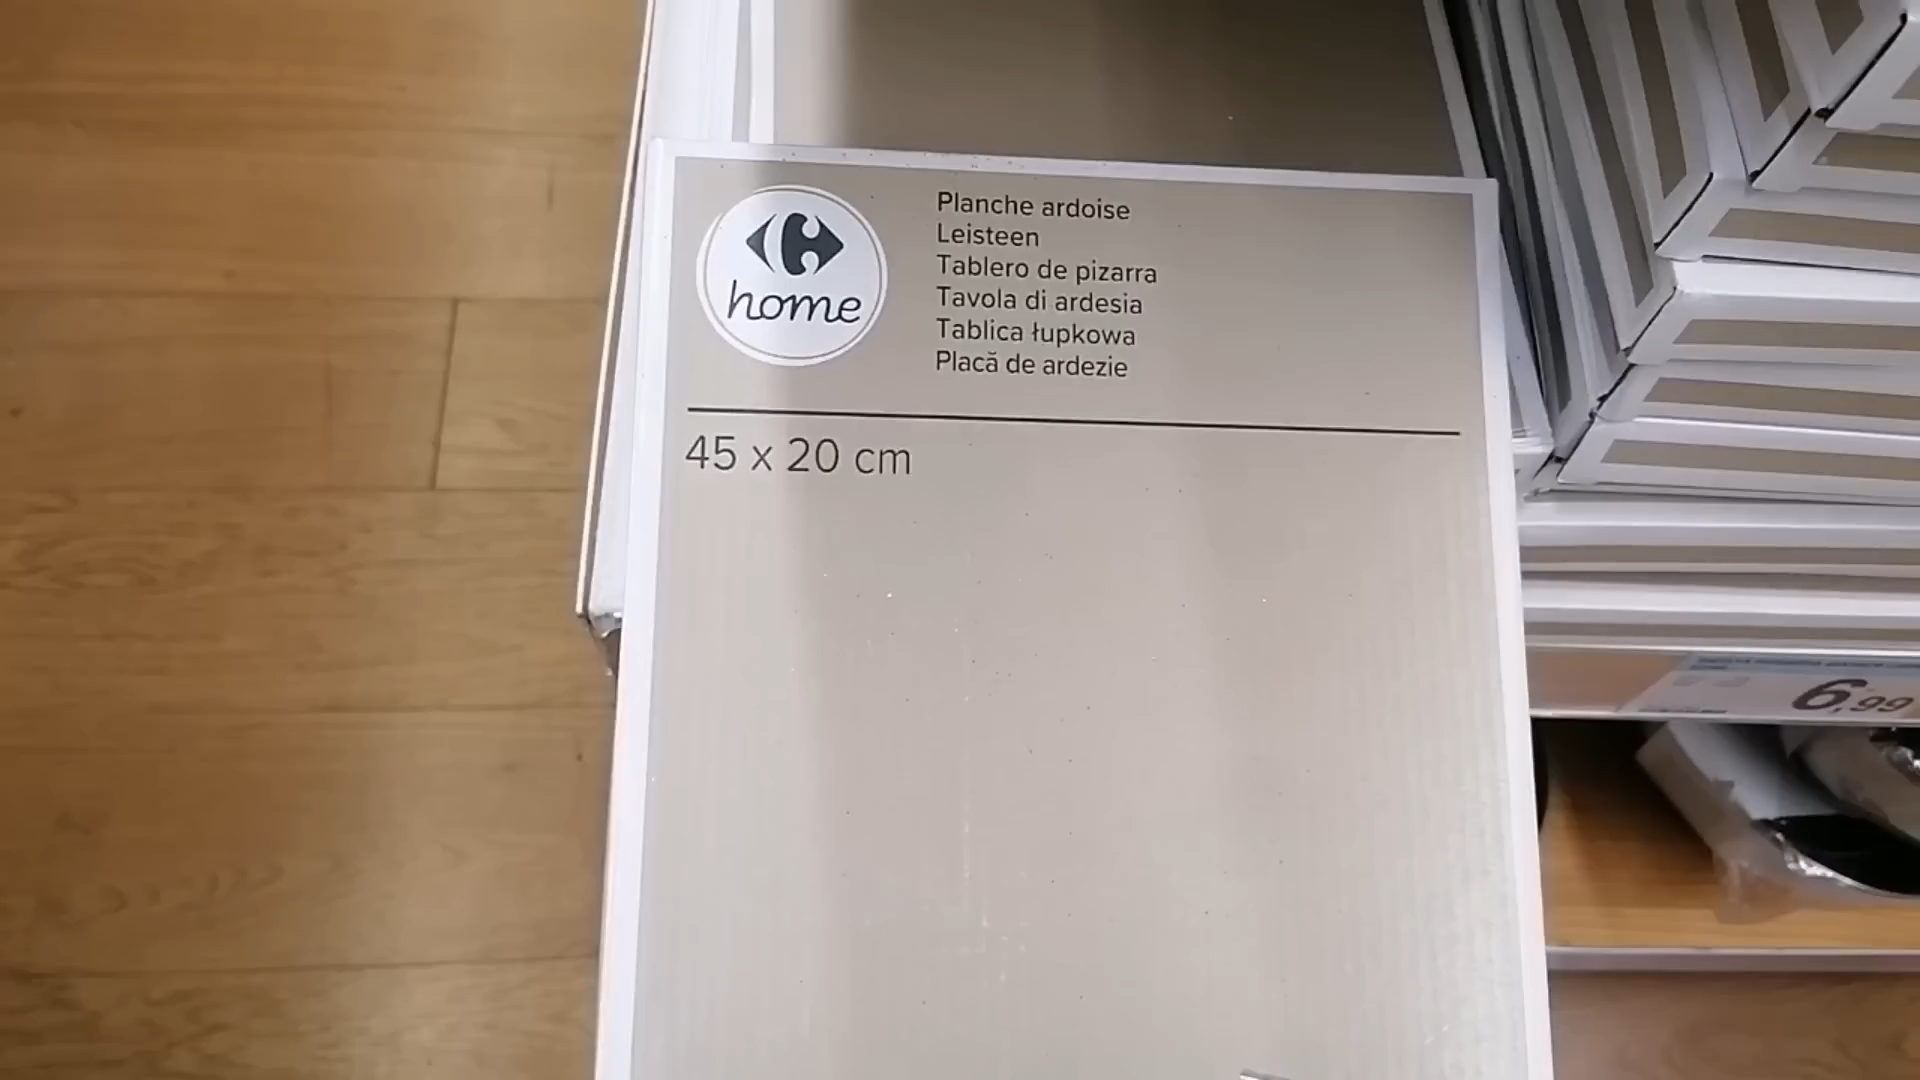 home
Planche ardoise
Leisteen
Tablero de pizarra
Tavola di ardesia
Tablica łupkowa
Placă de ardezie
45 x 20 cm
6,99